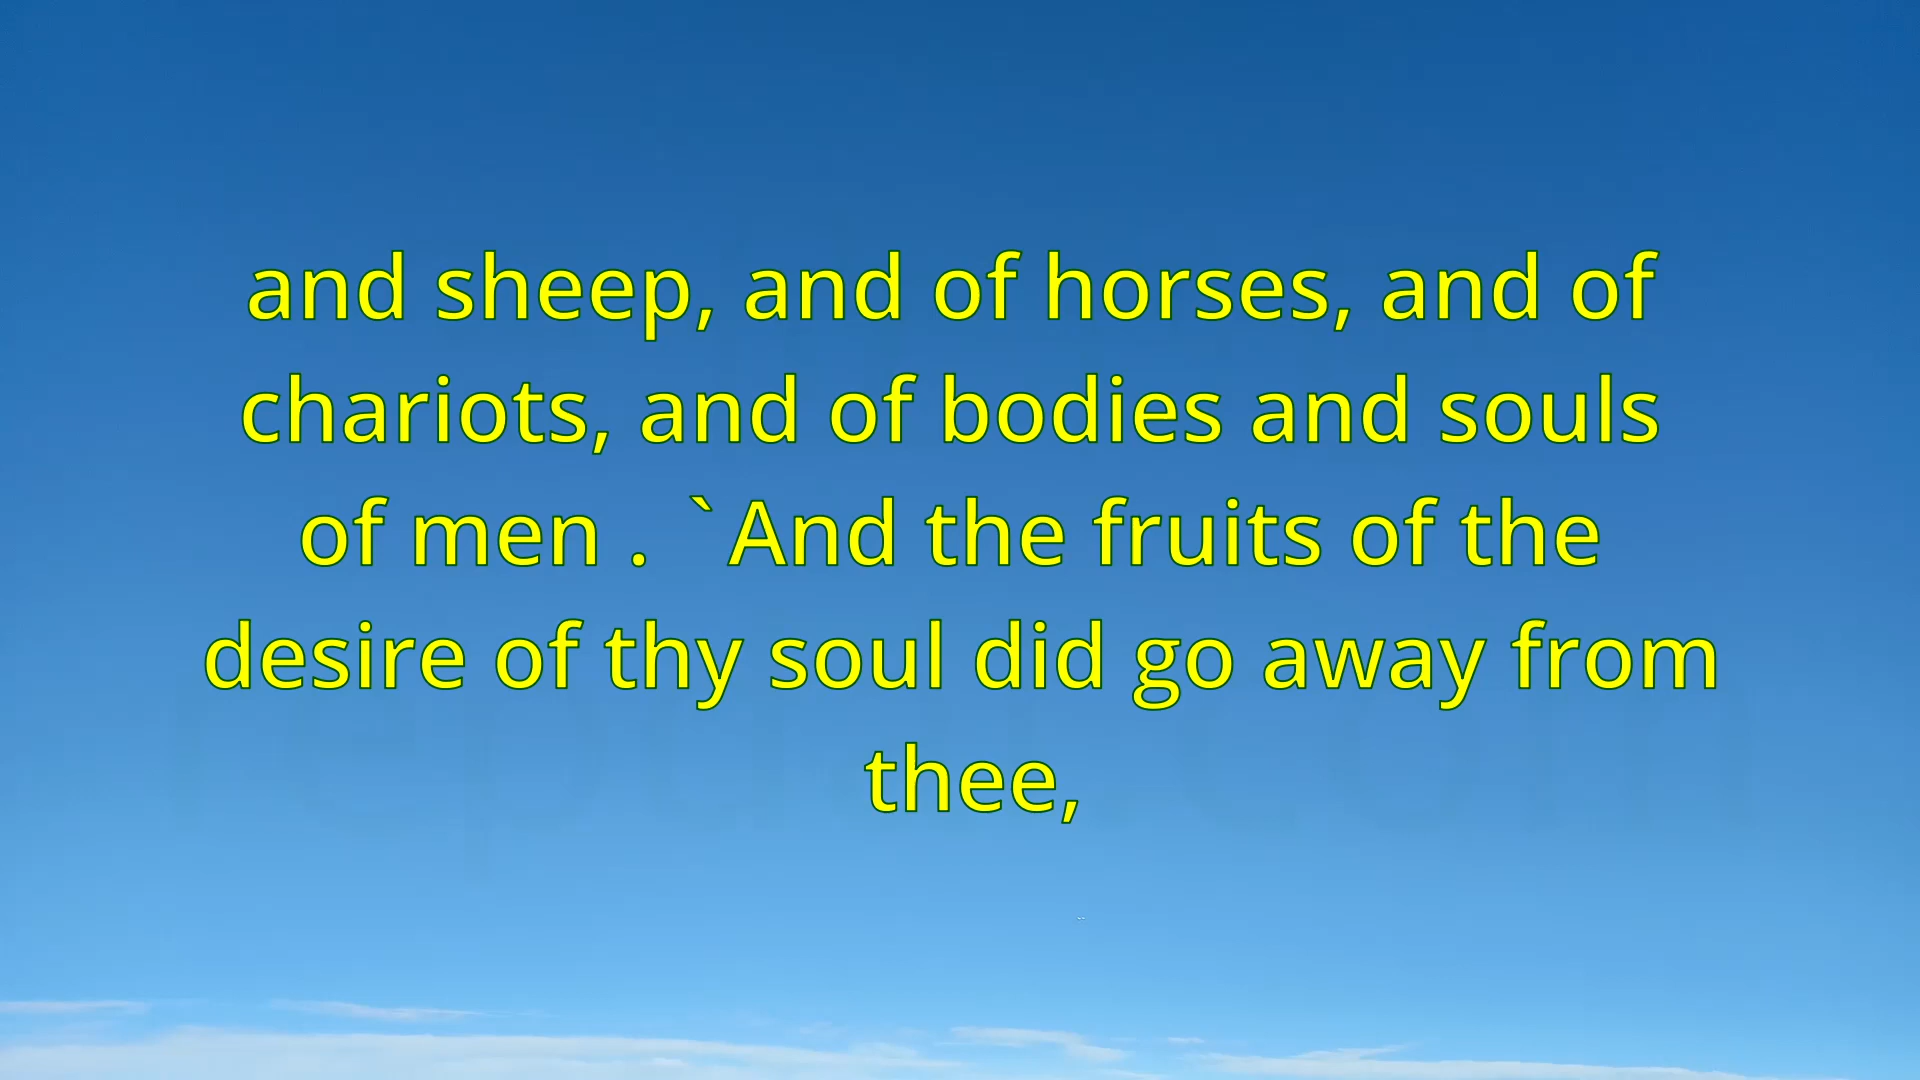 and sheep, and of horses, and of
chariots, and of bodies and souls
of men .  `And the fruits of the
desire of thy soul did go away from
thee,